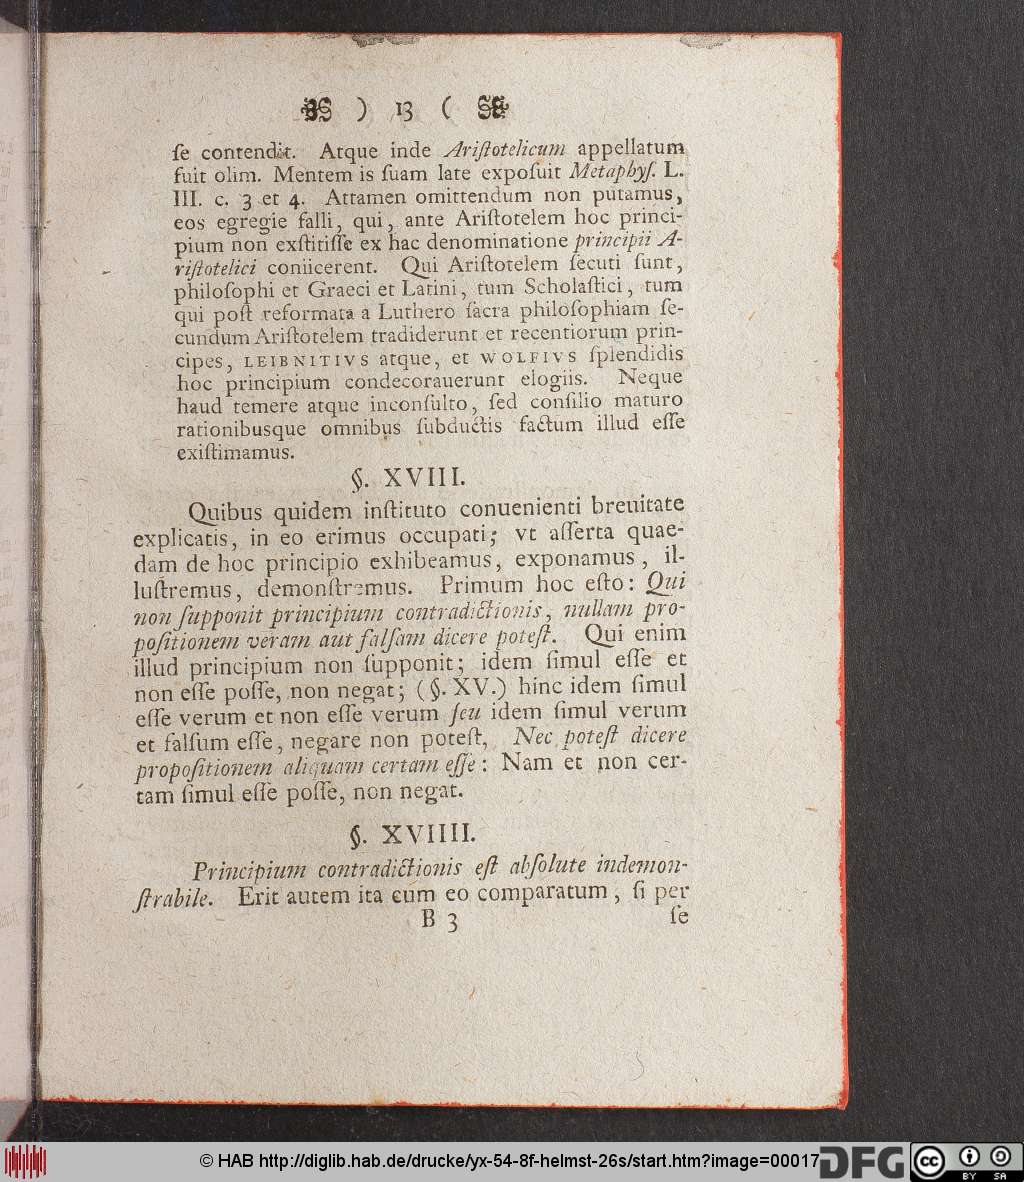 ) 13 (
ſe contendit. Atque inde Ariſtotelicum appellatum
fuit olim. Mentem is ſuam late expoſuit Metaphyſ. L.
III. c. 3 et 4. Attamen omittendum non putamus,
eos egregie falli, qui, ante Ariſtotelem hoc princi-
pium non exſtitiſſe ex hac denominatione principii A-
riſtotelici coniicerent. Qui Ariſtotelem ſecuti ſunt,
philoſophi et Graeci et Latini, tum Scholaſtici, tum
qui poſt reformata a Luthero ſacra philoſophiam ſe-
cundum Ariſtotelem tradiderunt et recentiorum prin-
cipes, LEIBNITIVS atque, et WOLFIVS ſplendidis
hoc principium condecorauerunt elogiis. Neque
haud temere atque inconſulto, ſed conſilio maturo
rationibusque omnibus ſubductis factum illud eſſe
exiſtimamus.
§. XVIII.
Quibus quidem inſtituto conuenienti breuitate
explicatis, in eo erimus occupati; vt aſſerta quae-
dam de hoc principio exhibeamus, exponamus, il-
luſtremus, demonſtremus. Primum hoc eſto: Qui
non ſupponit principium contradictionis, nullam pro-
poſitionem veram aut falſam dicere poteſt. Qui enim
illud principium non ſupponit; idem ſimul eſſe et
non eſſe poſſe, non negat; (§. XV.) hinc idem ſimul
eſſe verum et non eſſe verum ſeu idem ſimul verum
et falſum eſſe, negare non poteſt, Nec poteſt dicere
propoſitionem aliquam certam eſſe: Nam et non cer-
tam ſimul eſſe poſſe, non negat.
§. XVIIII.
Principium contradictionis eſt abſolute indemon-
ſtrabile. Erit autem ita cum eo comparatum, ſi per
B 3 ſe
© HAB http://diglib.hab.de/drucke/yx-54-8f-helmst-26s/start.htm?image=00017
DFG
cc BY SA